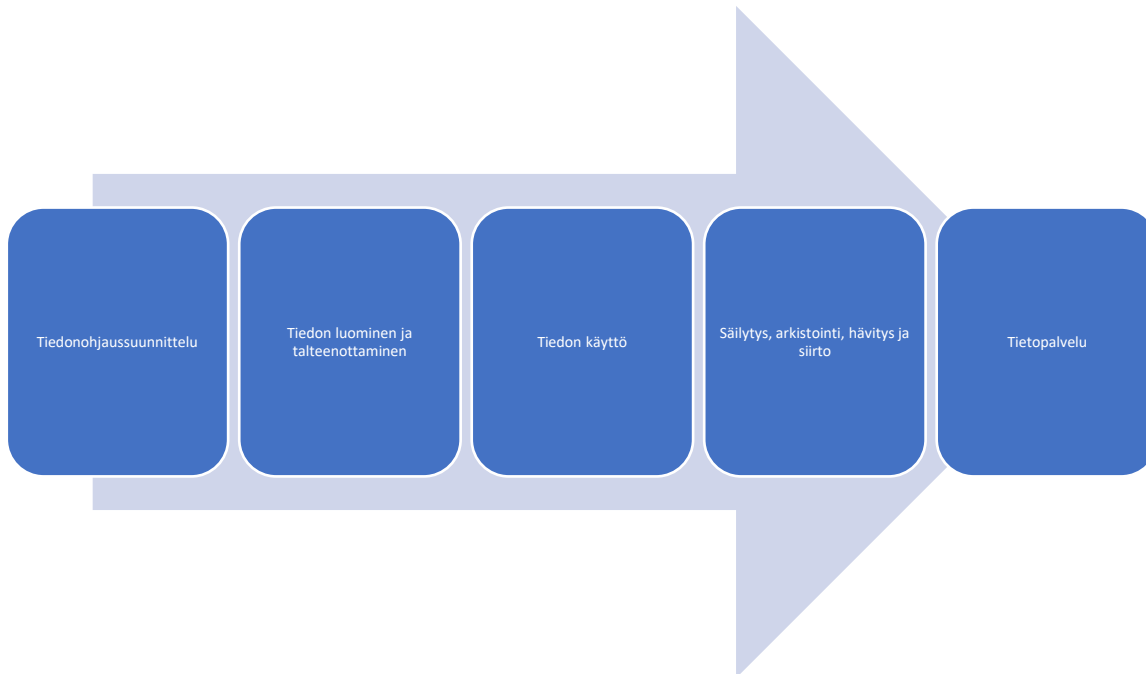 Tiedonohjaussuunnittelu
Tiedon luominen ja
talteenottaminen
Tiedon käyttö
Säilytys, arkistointi, hävitys ja
siirto
Tietopalvelu